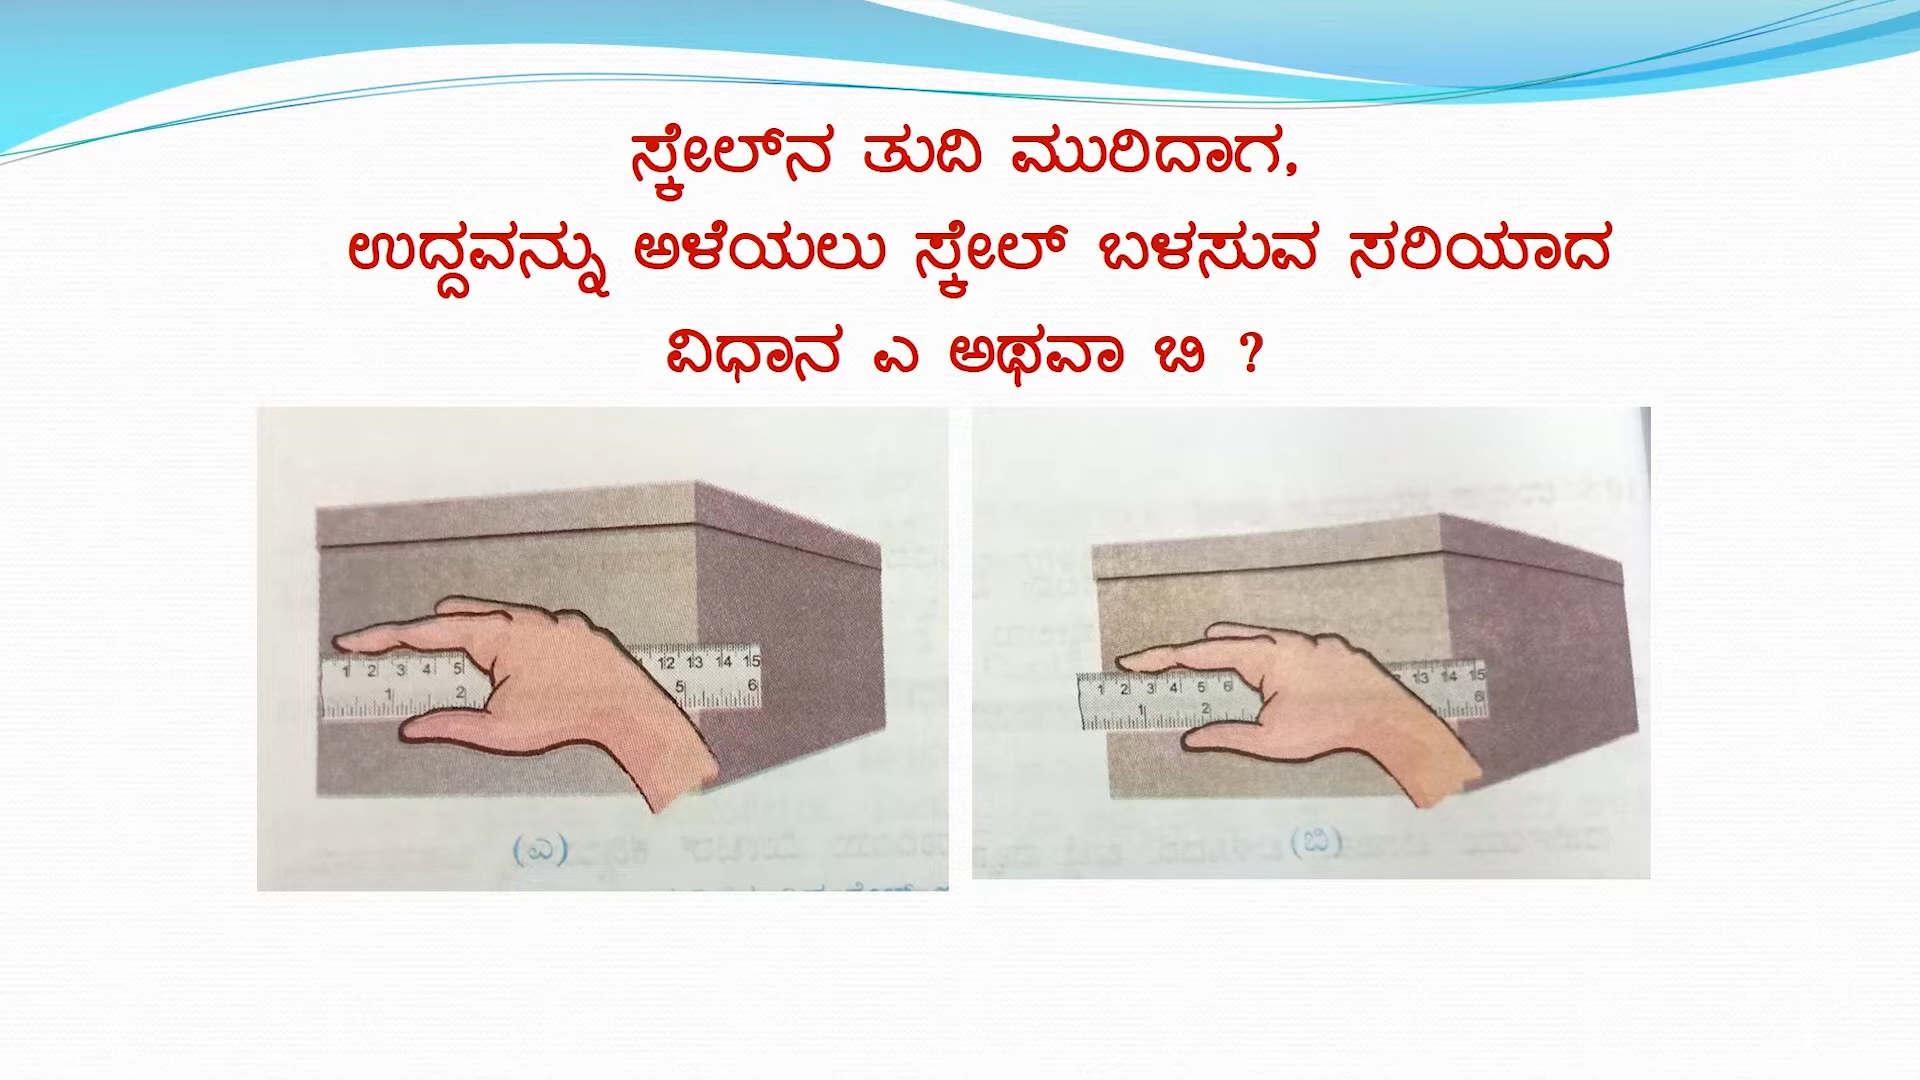 ಸ್ಕೇಲ್‌ನ ತುದಿ ಮುರಿದಾಗ,
ಉದ್ದವನ್ನು ಅಳೆಯಲು ಸ್ಕೇಲ್ ಬಳಸುವ ಸರಿಯಾದ
ವಿಧಾನ ಎ ಅಥವಾ ಬಿ ?
1 2 3 4 5 12 13 14 15
1 2 5 6
(ಎ)
1 2 3 4 5 6 13 14 15
1 2 6
(ಬಿ)